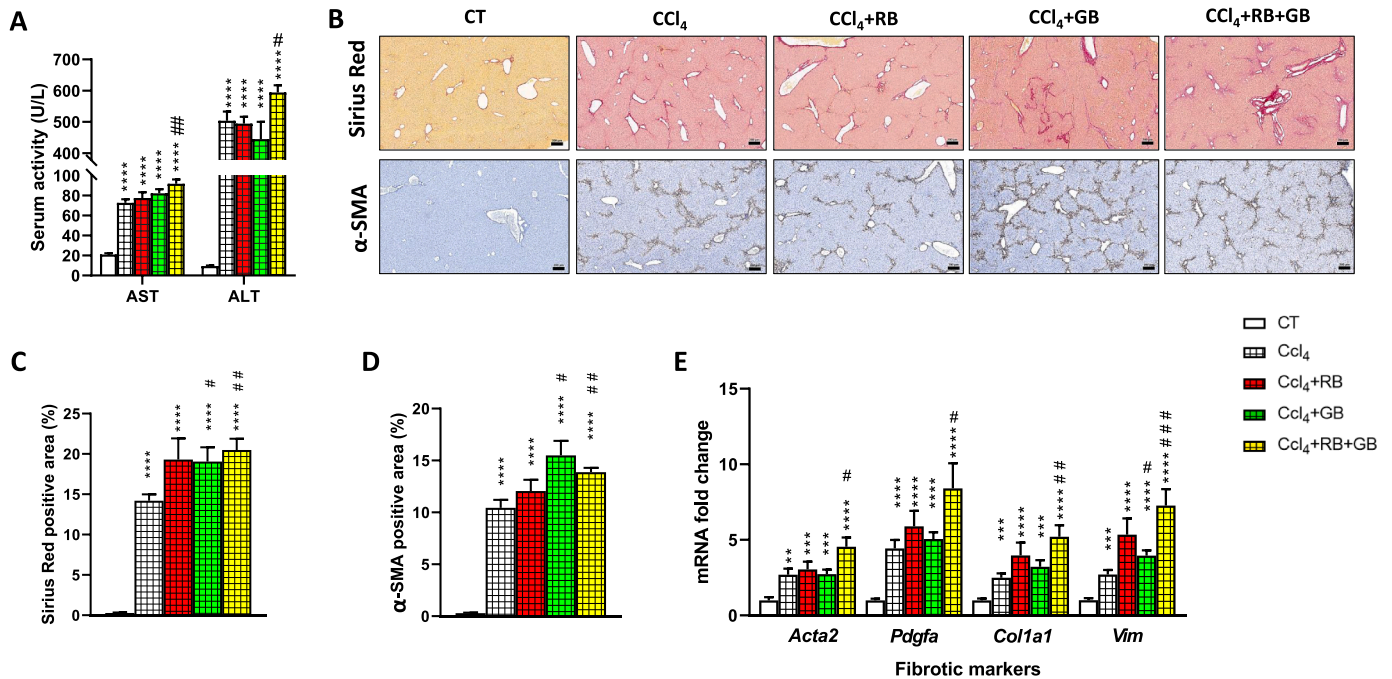 A
Serum activity (U/L)
700
600
500
400
100
80
60
40
20
0
****
****
****
****
##
****
****
****
****
#
AST
ALT
B
CT
CCl4
CCl4+RB
CCl4+GB
CCl4+RB+GB
Sirius Red
α-SMA
C
Sirius Red positive area (%)
25
20
15
10
5
0
****
****
****
#
****
# #
D
α-SMA positive area (%)
20
15
10
5
0
****
****
****
#
****
# #
E
mRNA fold change
15
10
5
0
**
***
***
****
#
****
****
****
****
#
***
****
***
****
# #
***
****
****
#
****
# # #
Acta2
Pdgfa
Col1a1
Vim
Fibrotic markers
CT
Ccl4
Ccl4+RB
Ccl4+GB
Ccl4+RB+GB